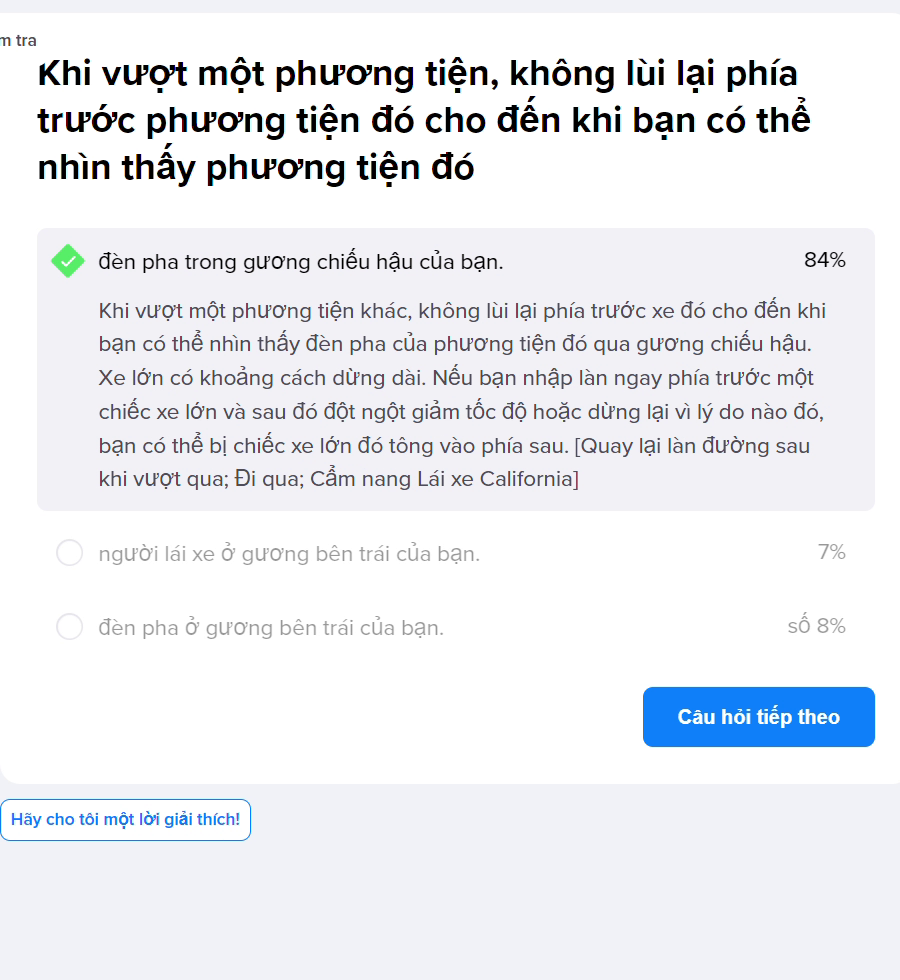 m tra
Khi vượt một phương tiện, không lùi lại phía
trước phương tiện đó cho đến khi bạn có thể
nhìn thấy phương tiện đó
đèn pha trong gương chiếu hậu của bạn. 84%
Khi vượt một phương tiện khác, không lùi lại phía trước xe đó cho đến khi
bạn có thể nhìn thấy đèn pha của phương tiện đó qua gương chiếu hậu.
Xe lớn có khoảng cách dừng dài. Nếu bạn nhập làn ngay phía trước một
chiếc xe lớn và sau đó đột ngột giảm tốc độ hoặc dừng lại vì lý do nào đó,
bạn có thể bị chiếc xe lớn đó tông vào phía sau. [Quay lại làn đường sau
khi vượt qua; Đi qua; Cẩm nang Lái xe California]
người lái xe ở gương bên trái của bạn. 7%
đèn pha ở gương bên trái của bạn. số 8%
Câu hỏi tiếp theo
Hãy cho tôi một lời giải thích!